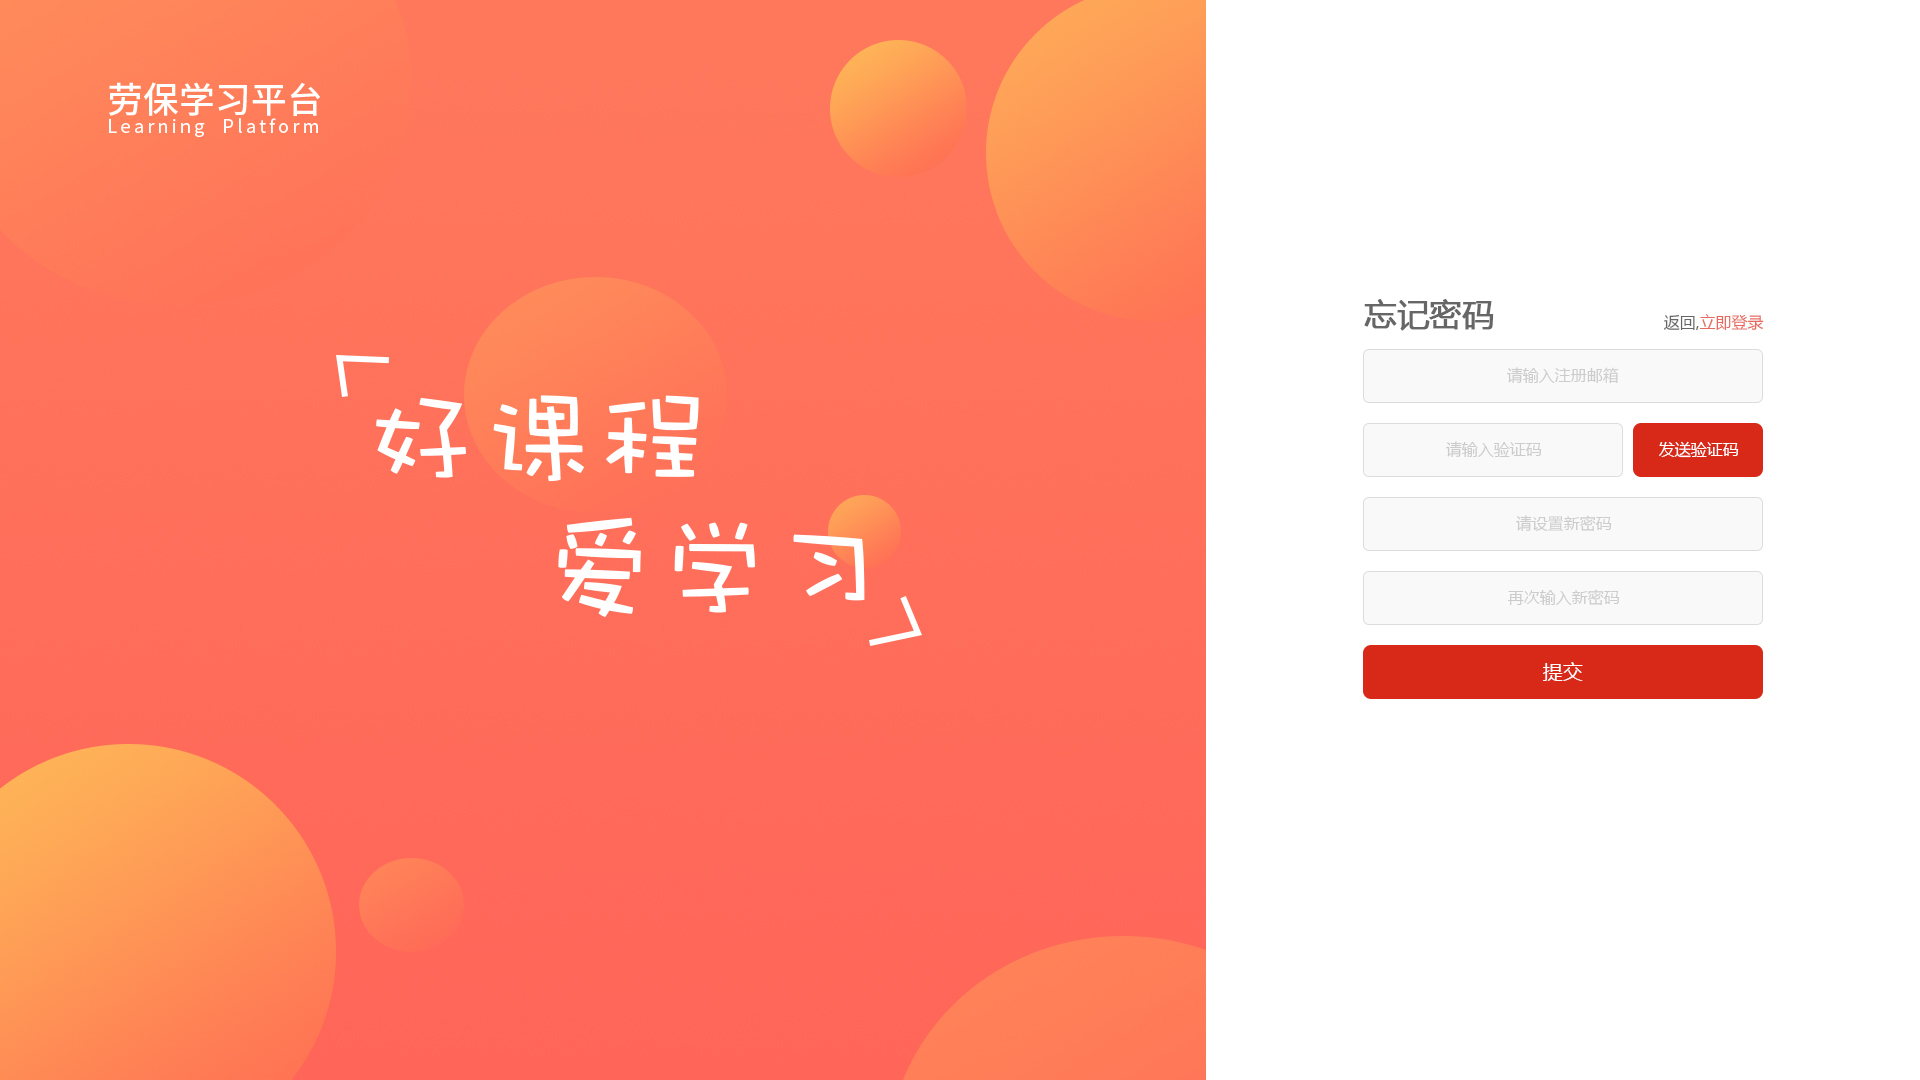 劳保学习平台
Learning Platform
好课程
爱学习
忘记密码
返回,立即登录
请输入注册邮箱
请输入验证码
发送验证码
请设置新密码
再次输入新密码
提交